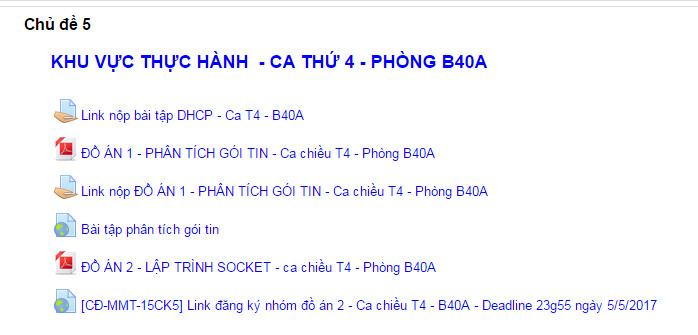 Chủ đề 5
KHU VỰC THỰC HÀNH - CA THỨ 4 - PHÒNG B40A
Link nộp bài tập DHCP - Ca T4 - B40A
ĐỒ ÁN 1 - PHÂN TÍCH GÓI TIN - Ca chiều T4 - Phòng B40A
Link nộp ĐỒ ÁN 1 - PHÂN TÍCH GÓI TIN - Ca chiều T4 - Phòng B40A
Bài tập phân tích gói tin
ĐỒ ÁN 2 - LẬP TRÌNH SOCKET - ca chiều T4 - Phòng B40A
[CĐ-MMT-15CK5] Link đăng ký nhóm đồ án 2 - Ca chiều T4 - B40A - Deadline 23g55 ngày 5/5/2017